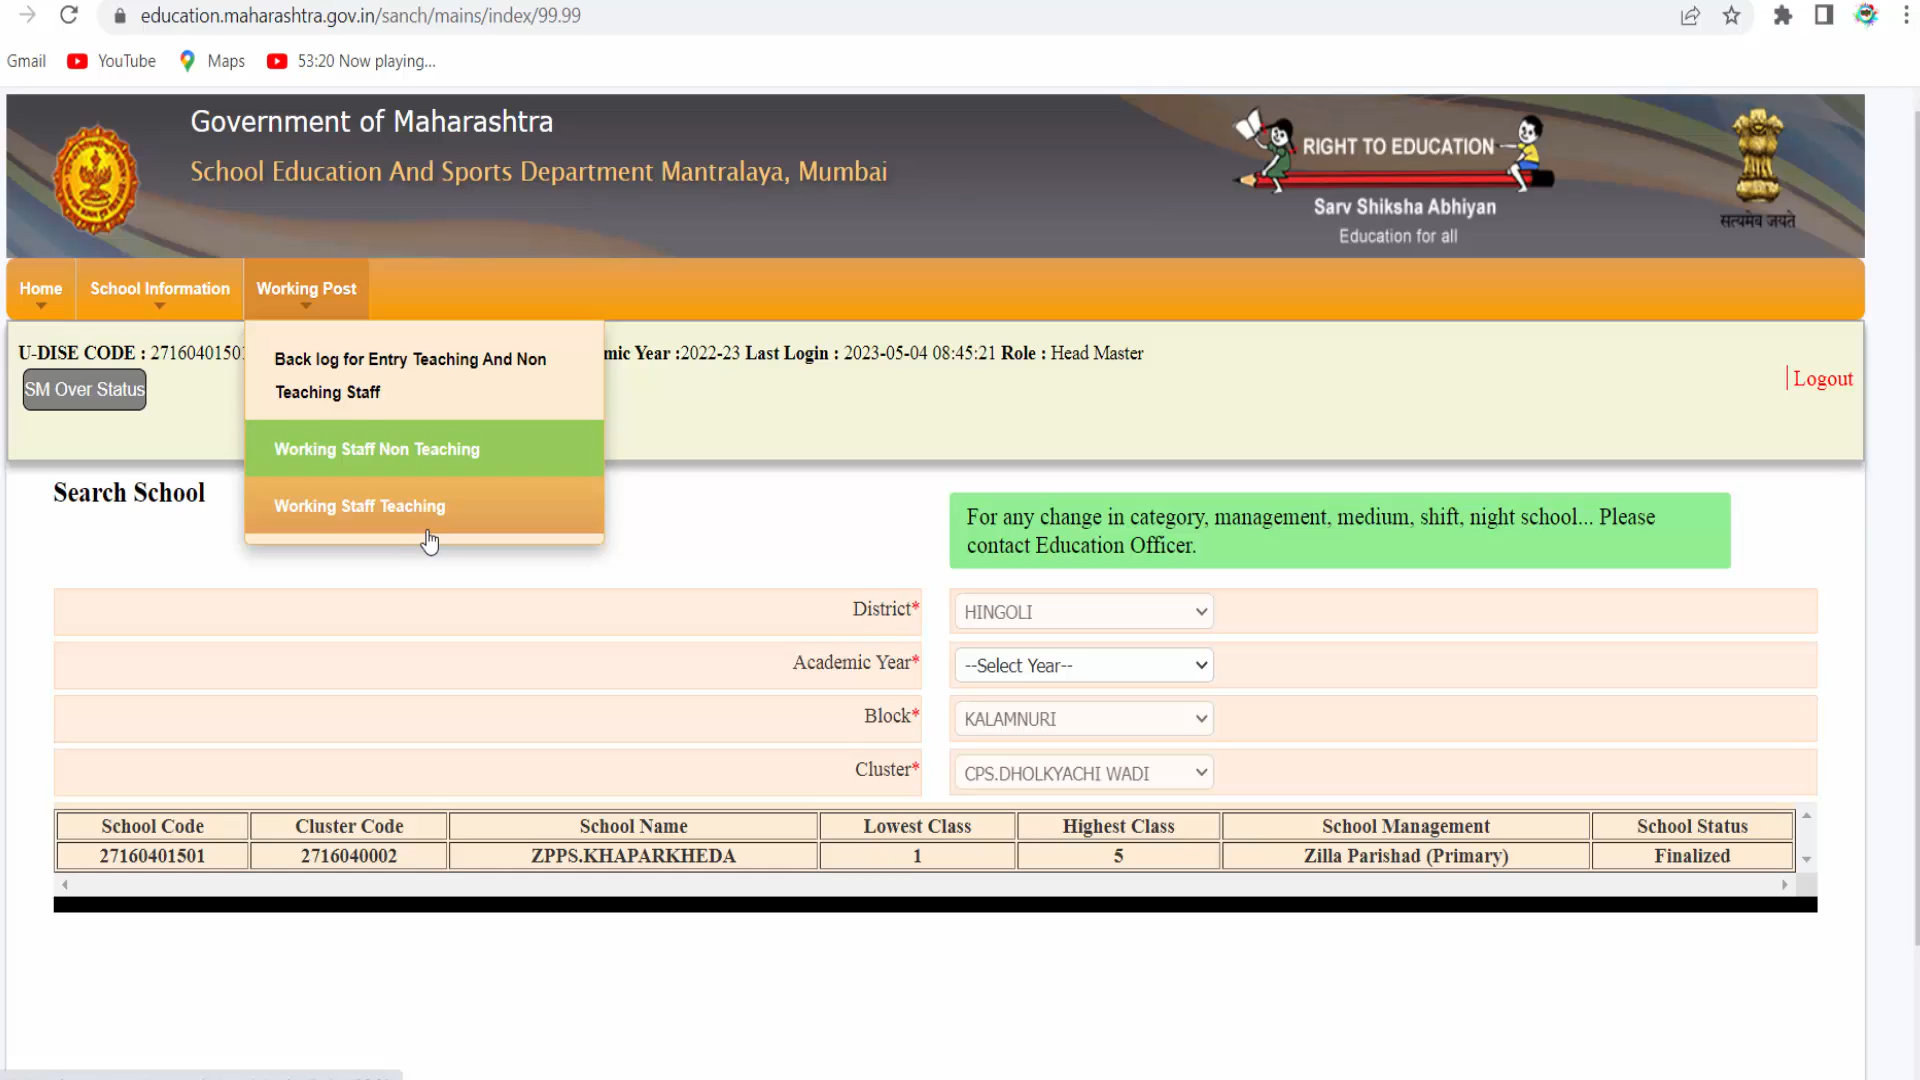 education.maharashtra.gov.in/sanch/mains/index/99.99
Gmail YouTube Maps 53:20 Now playing...
Government of Maharashtra
School Education And Sports Department Mantralaya, Mumbai
RIGHT TO EDUCATION
Sarv Shiksha Abhiyan
Education for all
सत्यमेव जयते
Home School Information Working Post
U-DISE CODE : 27160401501 mic Year :2022-23 Last Login : 2023-05-04 08:45:21 Role : Head Master
SM Over Status
Logout
Back log for Entry Teaching And Non
Teaching Staff
Working Staff Non Teaching
Working Staff Teaching
Search School
For any change in category, management, medium, shift, night school... Please
contact Education Officer.
District* HINGOLI
Academic Year* --Select Year--
Block* KALAMNURI
Cluster* CPS.DHOLKYACHI WADI
School Code Cluster Code School Name Lowest Class Highest Class School Management School Status
27160401501 2716040002 ZPPS.KHAPARKHEDA 1 5 Zilla Parishad (Primary) Finalized